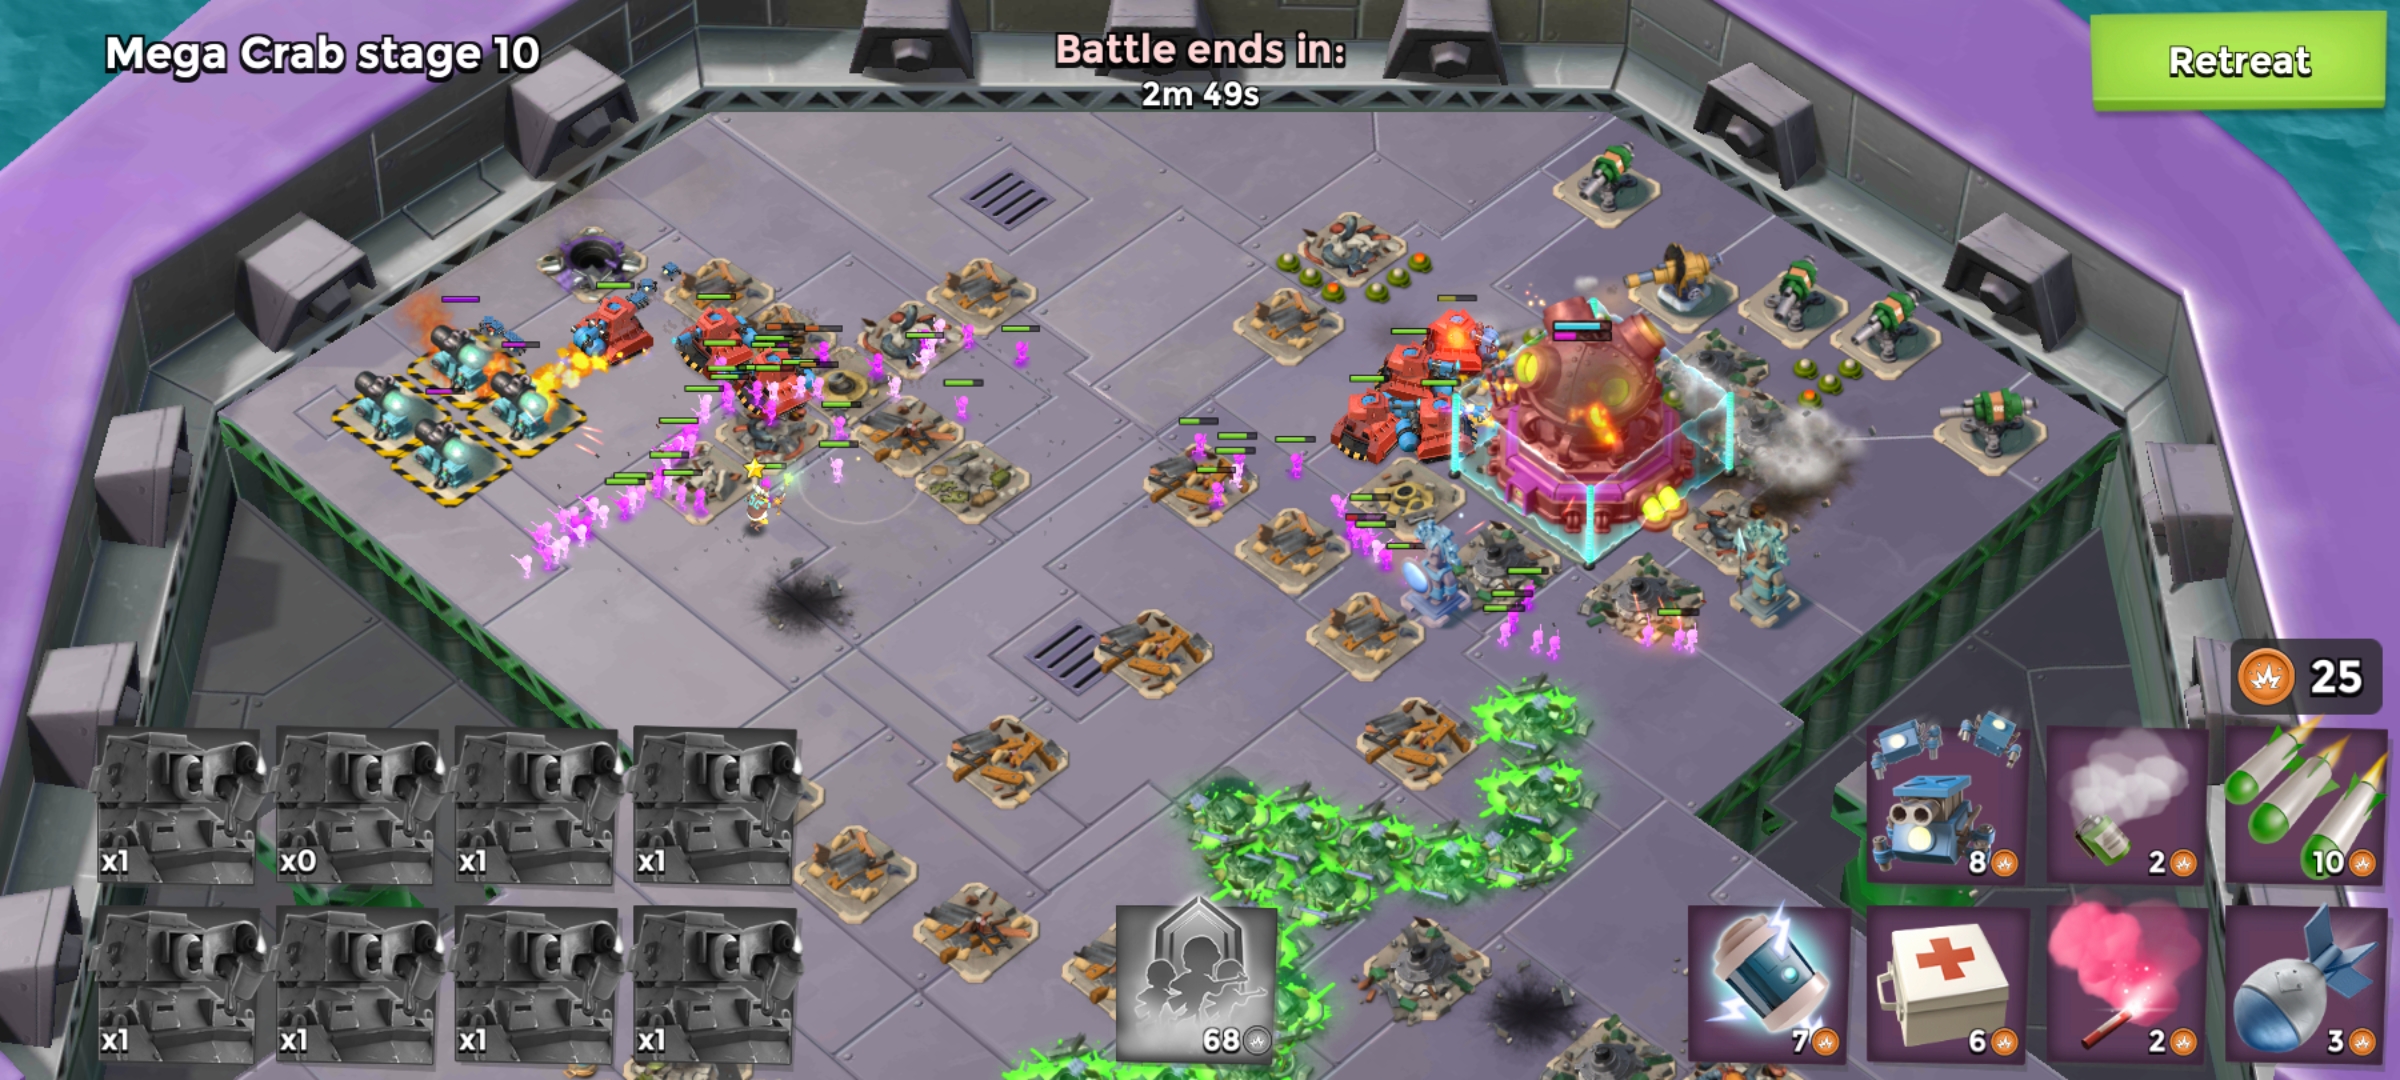 Mega Crab stage 10
Battle ends in:
2m 49s
Retreat
25
x1
x0
x1
x1
8
2
10
x1
x1
x1
x1
68
7
6
2
3